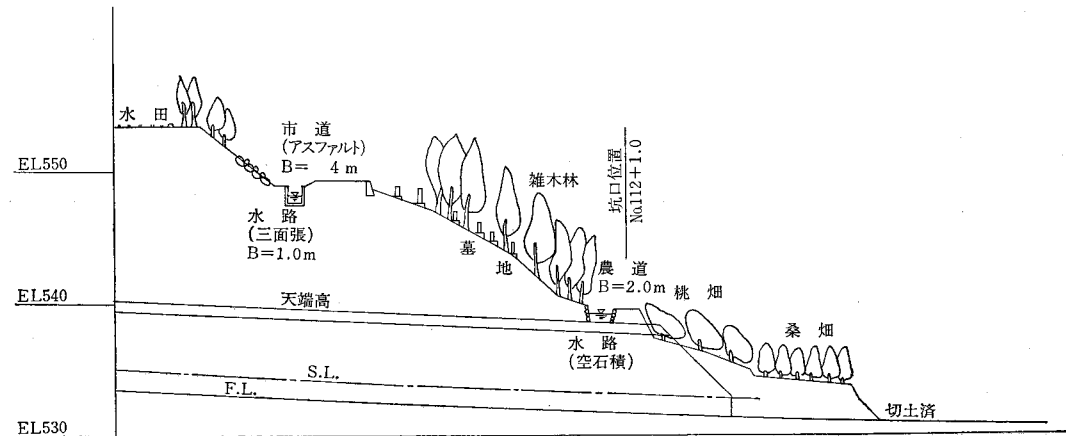 水田
市道
(アスファルト)
B= 4m
EL550
水路
(三面張)
B=1.0m
雑木林
坑口位置
No.112+1.0
墓地
農道
B=2.0m
桃畑
EL540
天端高
水路
(空石積)
桑畑
S.L.
F.L.
切土済
EL530